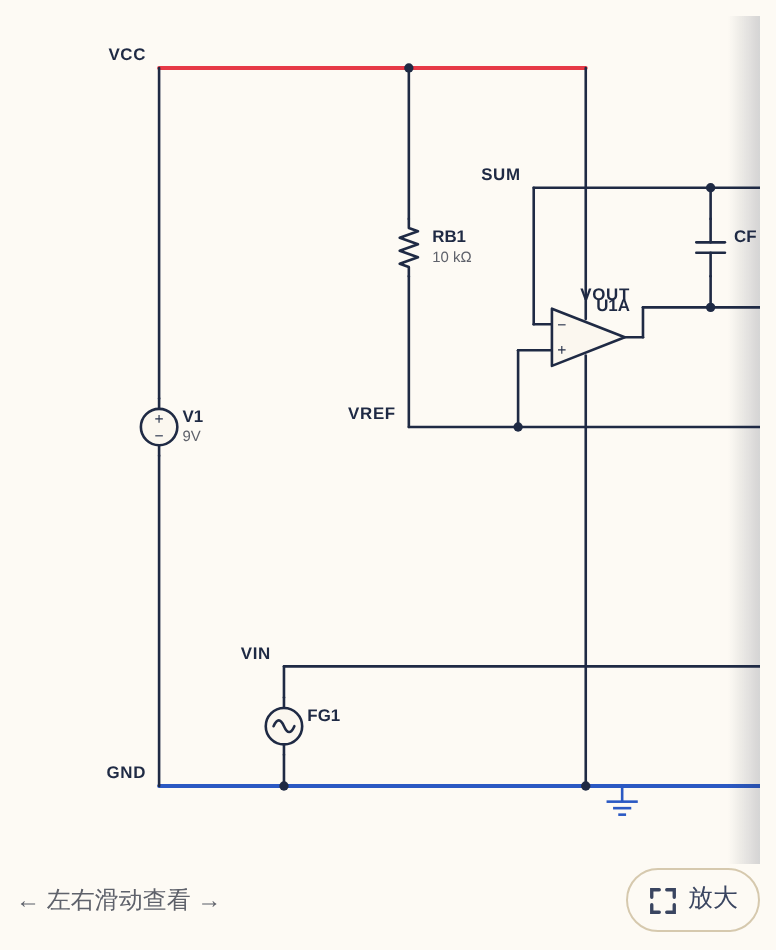 VCC
SUM
RB1
10 kΩ
CF
VOUT
U1A
−
+
VREF
+
−
V1
9V
VIN
FG1
GND
← 左右滑动查看 →
放大